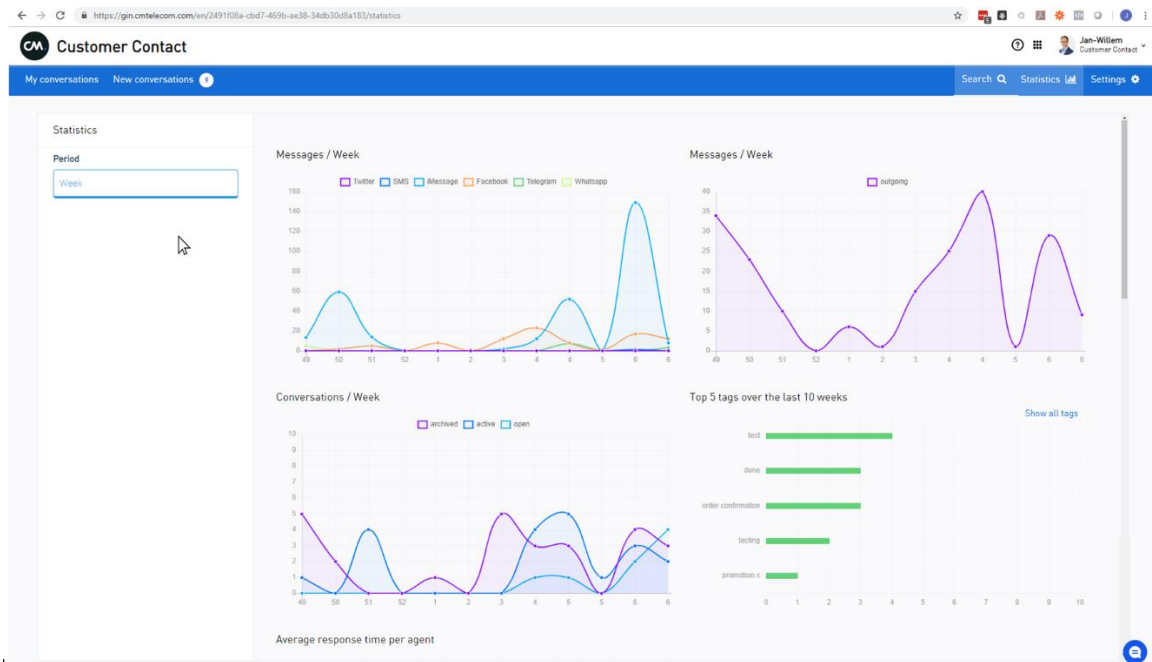 https://gin.cmtelecom.com/en/2491f08a-cbd7-469b-ae38-34db30d8a183/statistics
CM.
Customer Contact
Jan-Willem
Customer Contact
My conversations
New conversations 9
Search
Statistics
Settings
Statistics
Period
Week
Messages / Week
Twitter SMS iMessage Facebook Telegram Whatsapp
160
140
120
100
80
60
40
20
0
49 50 51 52 1 2 3 4 5 5 6 6
Messages / Week
outgoing
40
35
30
25
20
15
10
5
0
49 50 51 52 1 2 3 4 4 5 6 6
Conversations / Week
archived active open
10
9
8
7
6
5
4
3
2
1
0
49 50 51 52 1 2 3 4 5 5 6 6
Top 5 tags over the last 10 weeks
Show all tags
test
done
order confirmation
testing
promotion x
0 1 2 3 4 5 6 7 8 9 10
Average response time per agent